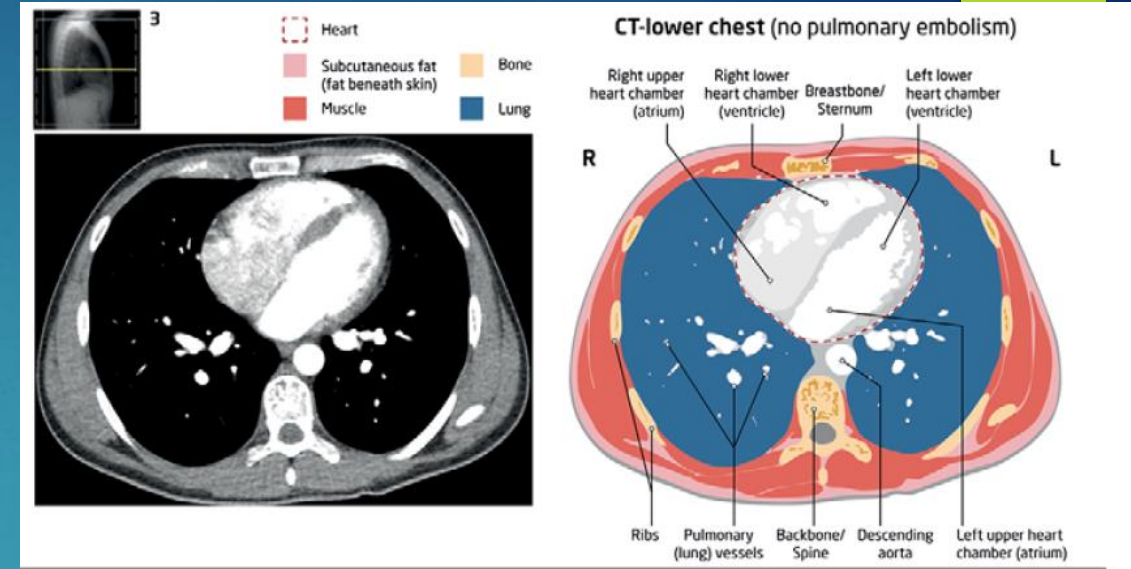 3
Heart
Subcutaneous fat
(fat beneath skin)
Muscle
Bone
Lung
CT-lower chest (no pulmonary embolism)
Right upper
heart chamber
(atrium)
Right lower
heart chamber
(ventricle)
Breastbone/
Sternum
Left lower
heart chamber
(ventricle)
R
L
Ribs
Pulmonary
(lung) vessels
Backbone/
Spine
Descending
aorta
Left upper heart
chamber (atrium)